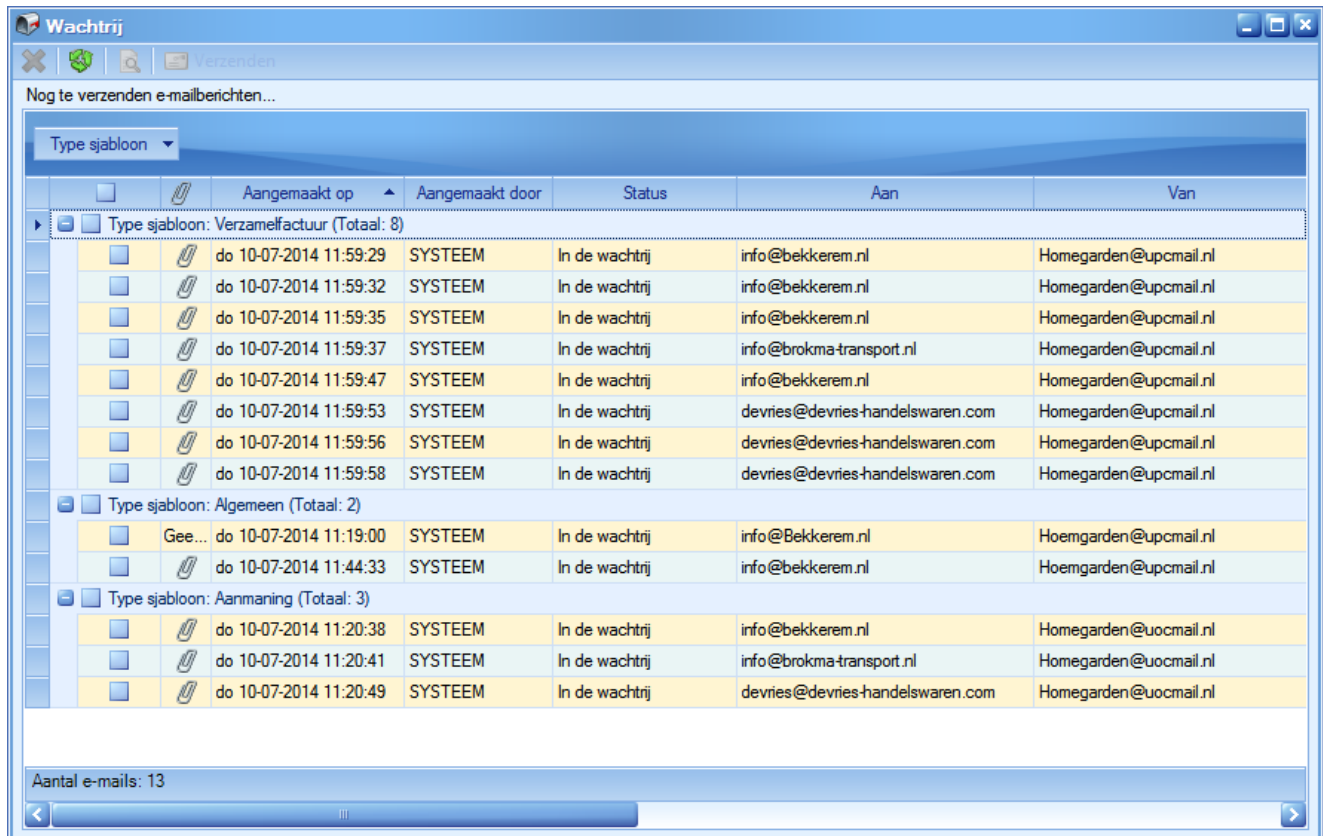 Wachtrij
Verzenden
Nog te verzenden e-mailberichten...
Type sjabloon
Aangemaakt op Aangemaakt door Status Aan Van
Type sjabloon: Verzamelfactuur (Totaal: 8)
do 10-07-2014 11:59:29 SYSTEEM In de wachtrij info@bekkerem.nl Homegarden@upcmail.nl
do 10-07-2014 11:59:32 SYSTEEM In de wachtrij info@bekkerem.nl Homegarden@upcmail.nl
do 10-07-2014 11:59:35 SYSTEEM In de wachtrij info@bekkerem.nl Homegarden@upcmail.nl
do 10-07-2014 11:59:37 SYSTEEM In de wachtrij info@brokma-transport.nl Homegarden@upcmail.nl
do 10-07-2014 11:59:47 SYSTEEM In de wachtrij info@bekkerem.nl Homegarden@upcmail.nl
do 10-07-2014 11:59:53 SYSTEEM In de wachtrij devries@devries-handelswaren.com Homegarden@upcmail.nl
do 10-07-2014 11:59:56 SYSTEEM In de wachtrij devries@devries-handelswaren.com Homegarden@upcmail.nl
do 10-07-2014 11:59:58 SYSTEEM In de wachtrij devries@devries-handelswaren.com Homegarden@upcmail.nl
Type sjabloon: Algemeen (Totaal: 2)
Gee... do 10-07-2014 11:19:00 SYSTEEM In de wachtrij info@Bekkerem.nl Hoemgarden@upcmail.nl
do 10-07-2014 11:44:33 SYSTEEM In de wachtrij info@bekkerem.nl Hoemgarden@upcmail.nl
Type sjabloon: Aanmaning (Totaal: 3)
do 10-07-2014 11:20:38 SYSTEEM In de wachtrij info@bekkerem.nl Homegarden@uocmail.nl
do 10-07-2014 11:20:41 SYSTEEM In de wachtrij info@brokma-transport.nl Homegarden@uocmail.nl
do 10-07-2014 11:20:49 SYSTEEM In de wachtrij devries@devries-handelswaren.com Homegarden@uocmail.nl
Aantal e-mails: 13